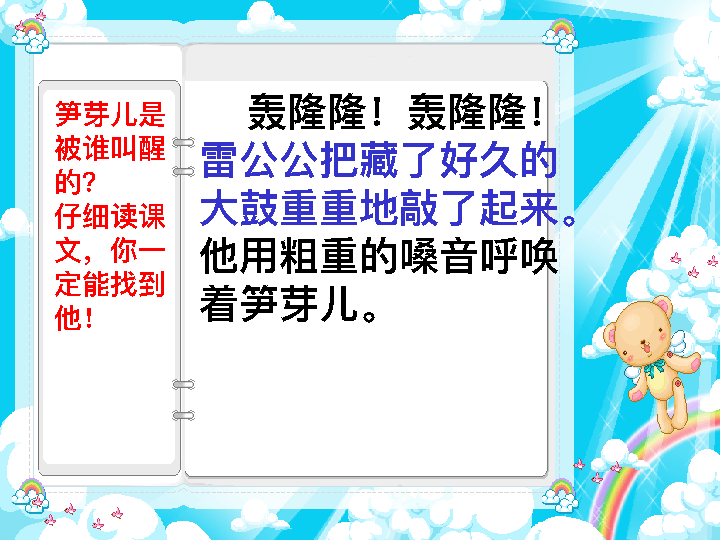 笋芽儿是
被谁叫醒
的?
仔细读课
文，你一
定能找到
他!
轰隆隆！轰隆隆！
雷公公把藏了好久的
大鼓重重地敲了起来。
他用粗重的嗓音呼唤
着笋芽儿。